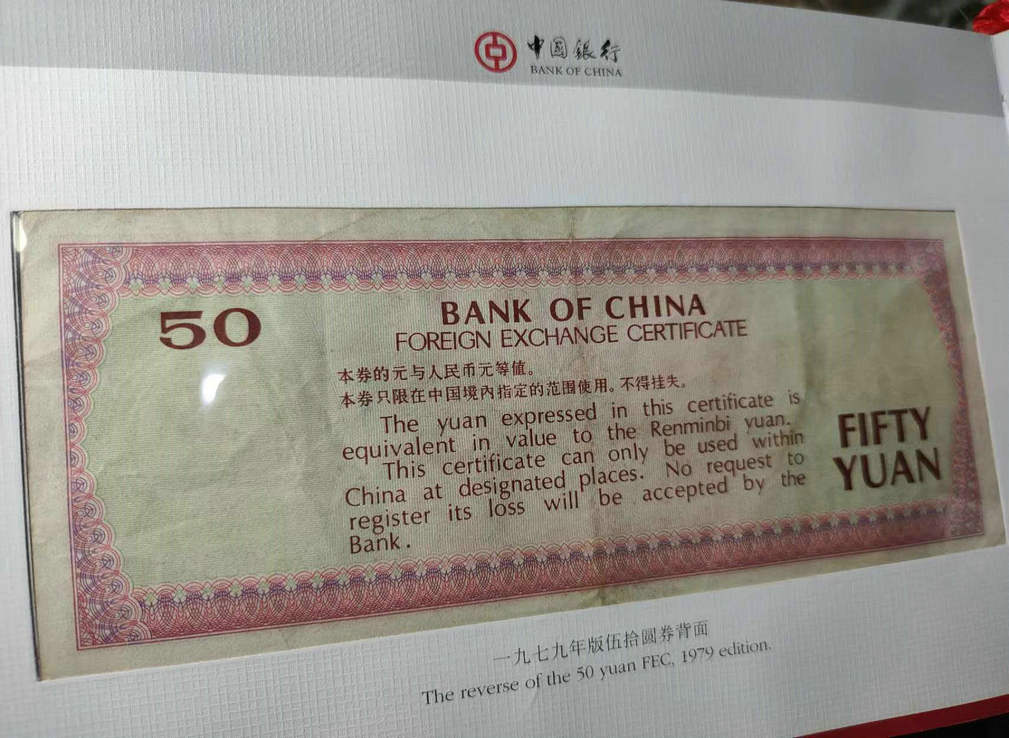 中國銀行
BANK OF CHINA
50
BANK OF CHINA
FOREIGN EXCHANGE CERTIFICATE
本券的元与人民币元等值。
本券只限在中国境内指定的范围使用。不得挂失。
The yuan expressed in this certificate is
equivalent in value to the Renminbi yuan.
This certificate can only be used within
China at designated places. No request to
register its loss will be accepted by the
Bank.
FIFTY
YUAN
一九七九年版伍拾圆券背面
The reverse of the 50 yuan FEC, 1979 edition.